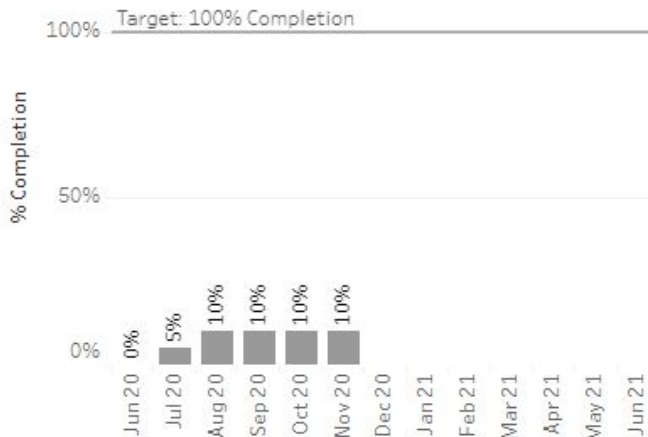 Target: 100% Completion
100%
% Completion
50%
0%
0%
5%
10%
10%
10%
10%
Jun 20
Jul 20
Aug 20
Sep 20
Oct 20
Nov 20
Dec 20
Jan 21
Feb 21
Mar 21
Apr 21
May 21
Jun 21